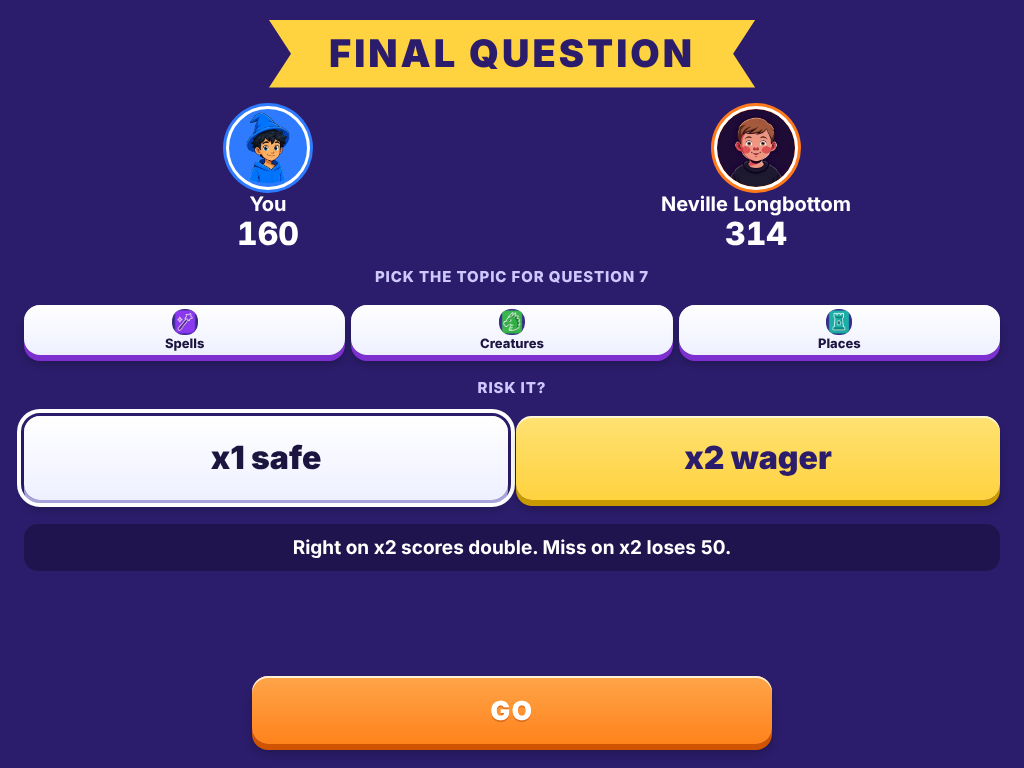 FINAL QUESTION
You
160
Neville Longbottom
314
PICK THE TOPIC FOR QUESTION 7
Spells
Creatures
Places
RISK IT?
x1 safe
x2 wager
Right on x2 scores double. Miss on x2 loses 50.
GO